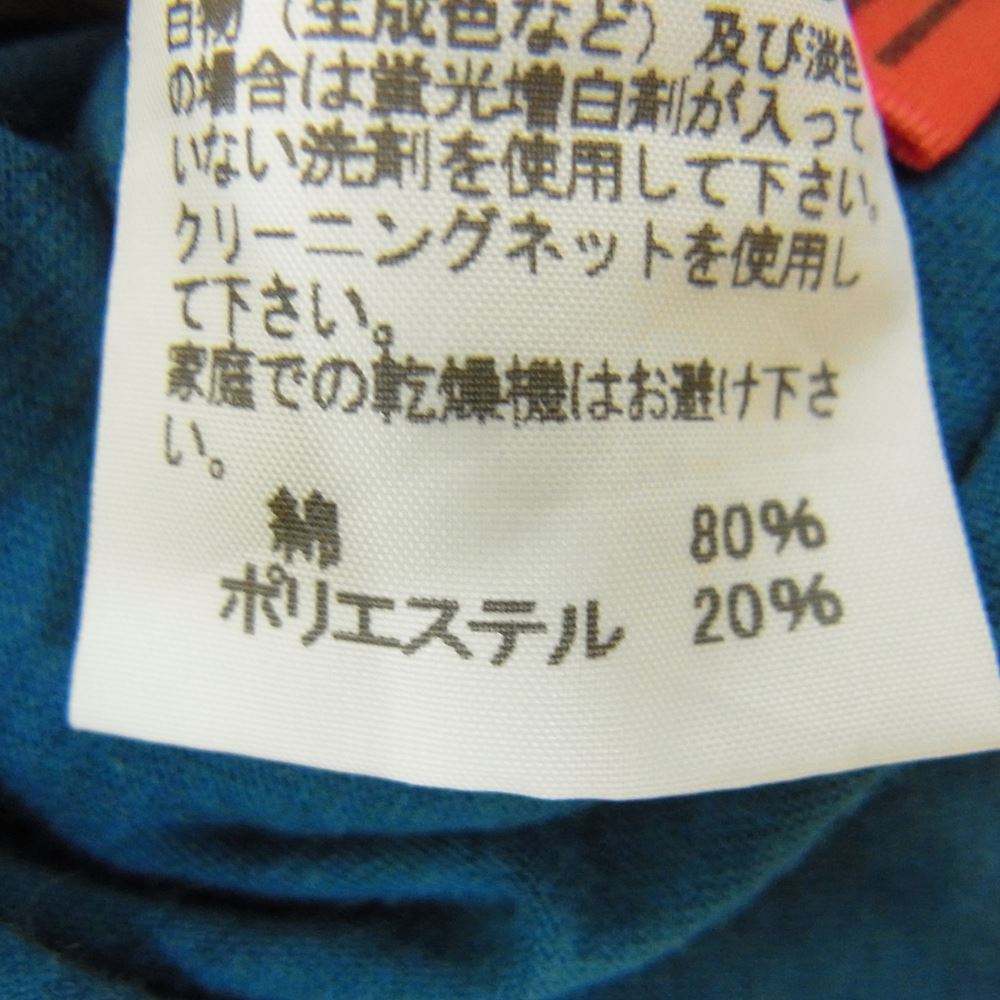 白物（生成色など）及び淡色
の場合は蛍光増白剤が入って
いない洗剤を使用して下さい。
クリーニングネットを使用し
て下さい。
家庭での乾燥機はお避け下さ
い。
綿 80%
ポリエステル 20%